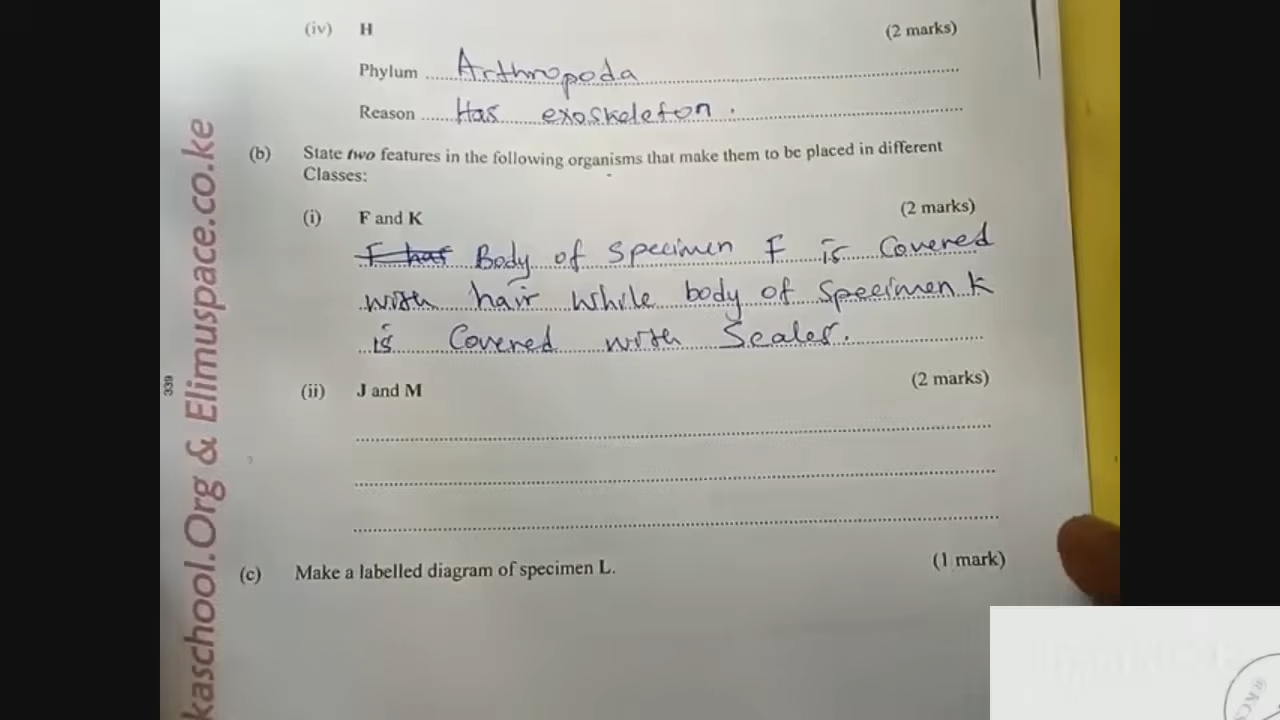 (iv) H (2 marks)
Phylum Arthropoda
Reason Has exoskeleton.
(b) State two features in the following organisms that make them to be placed in different
Classes:
(i) F and K (2 marks)
F has Body of specimen F is Covered
with hair while body of specimen K
is Covered with Scales.
(ii) J and M (2 marks)
(c) Make a labelled diagram of specimen L. (1 mark)
339
kaschool.Org & Elimuspace.co.ke